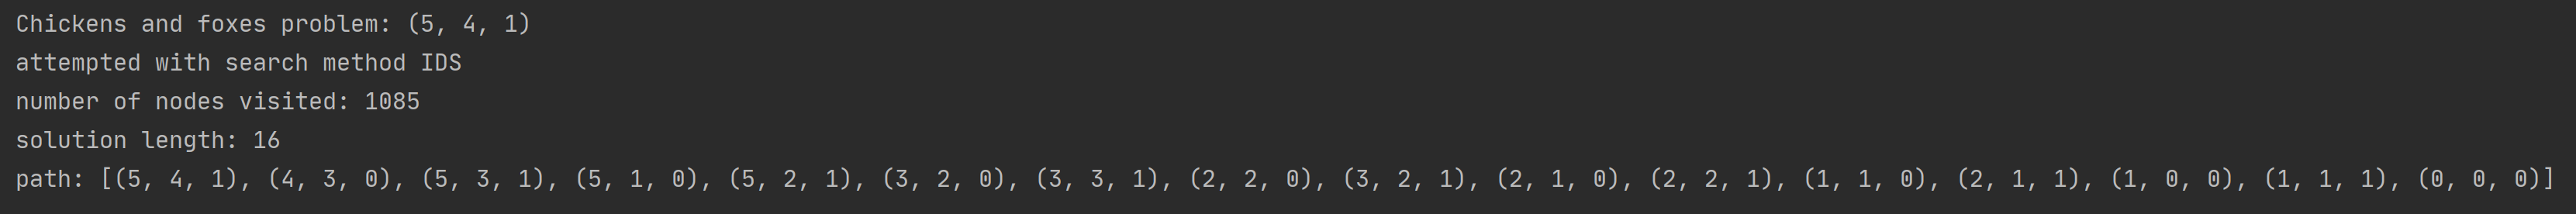 Chickens and foxes problem: (5, 4, 1)
attempted with search method IDS
number of nodes visited: 1085
solution length: 16
path: [(5, 4, 1), (4, 3, 0), (5, 3, 1), (5, 1, 0), (5, 2, 1), (3, 2, 0), (3, 3, 1), (2, 2, 0), (3, 2, 1), (2, 1, 0), (2, 2, 1), (1, 1, 0), (2, 1, 1), (1, 0, 0), (1, 1, 1), (0, 0, 0)]